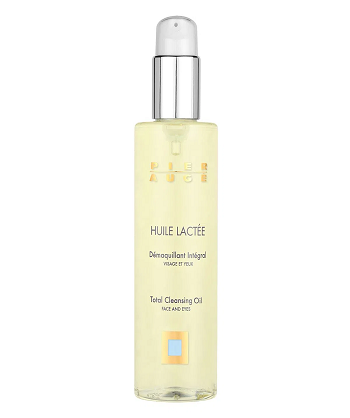 PIER
AUGE
HUILE LACTÉE
Démaquillant Intégral
VISAGE ET YEUX
Total Cleansing Oil
FACE AND EYES